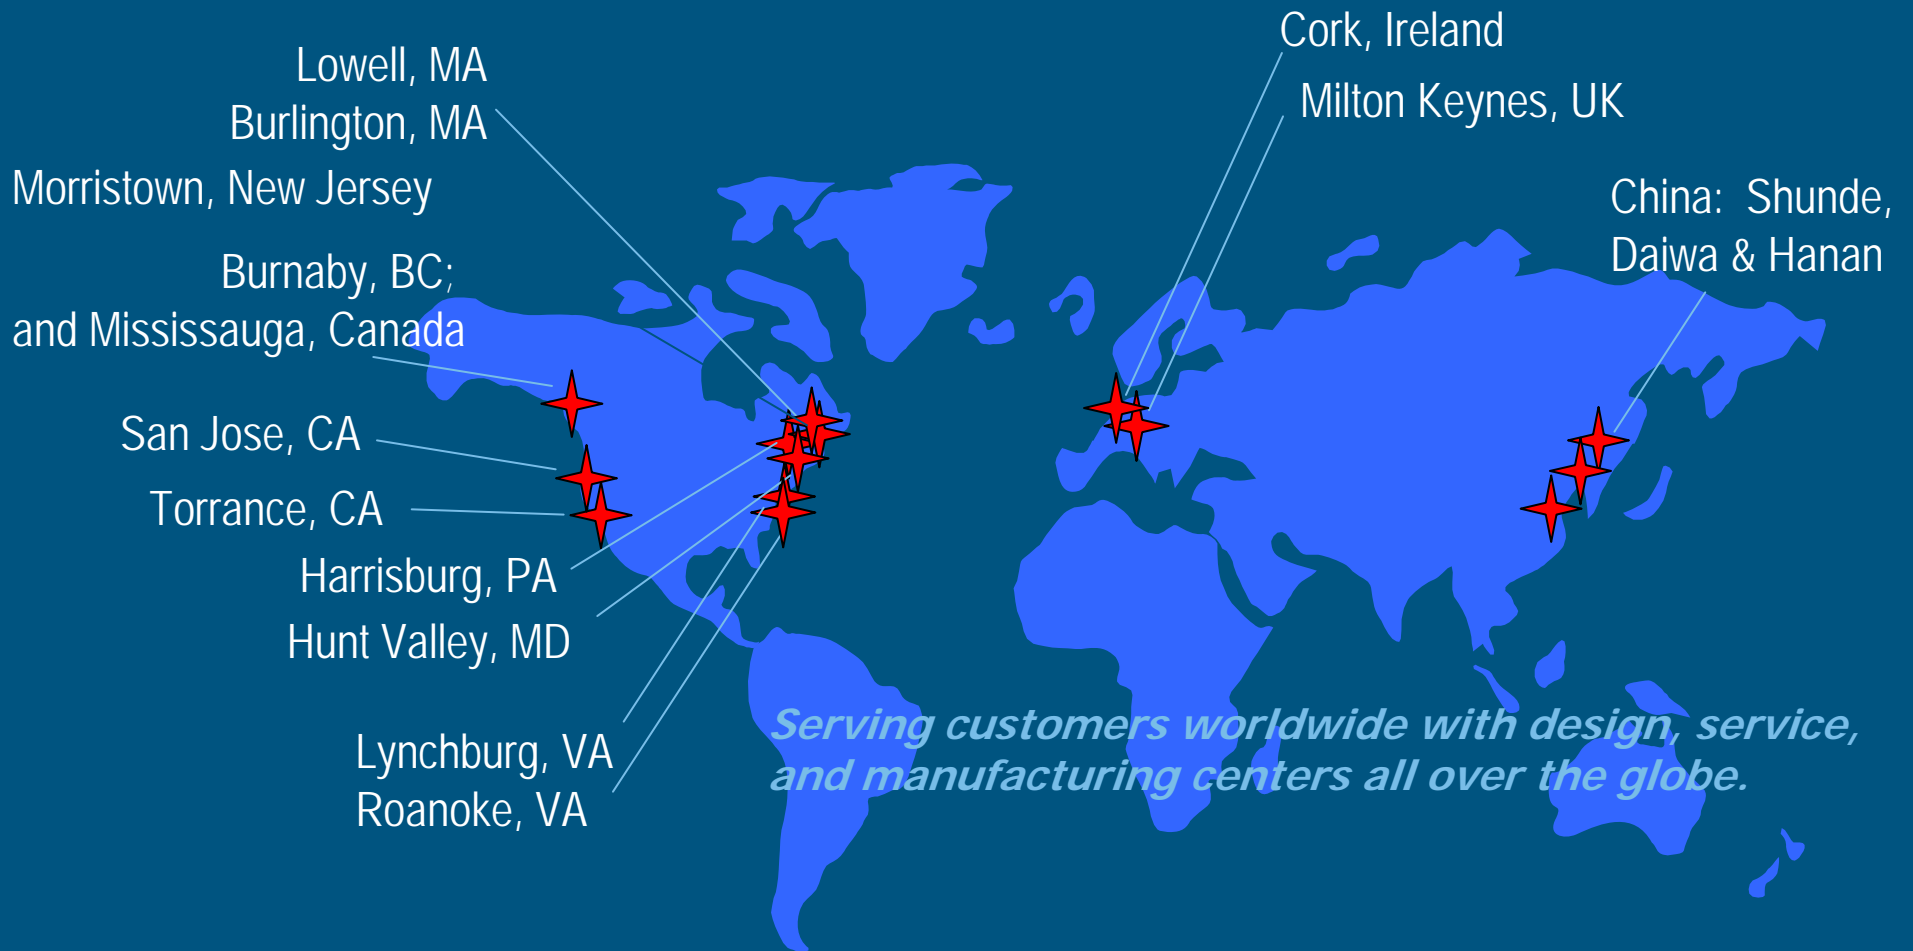 Lowell, MA
Burlington, MA
Morristown, New Jersey
Burnaby, BC;
and Mississauga, Canada
San Jose, CA
Torrance, CA
Harrisburg, PA
Hunt Valley, MD
Lynchburg, VA
Roanoke, VA
Cork, Ireland
Milton Keynes, UK
China:  Shunde,
Daiwa & Hanan
Serving customers worldwide with design, service,
and manufacturing centers all over the globe.